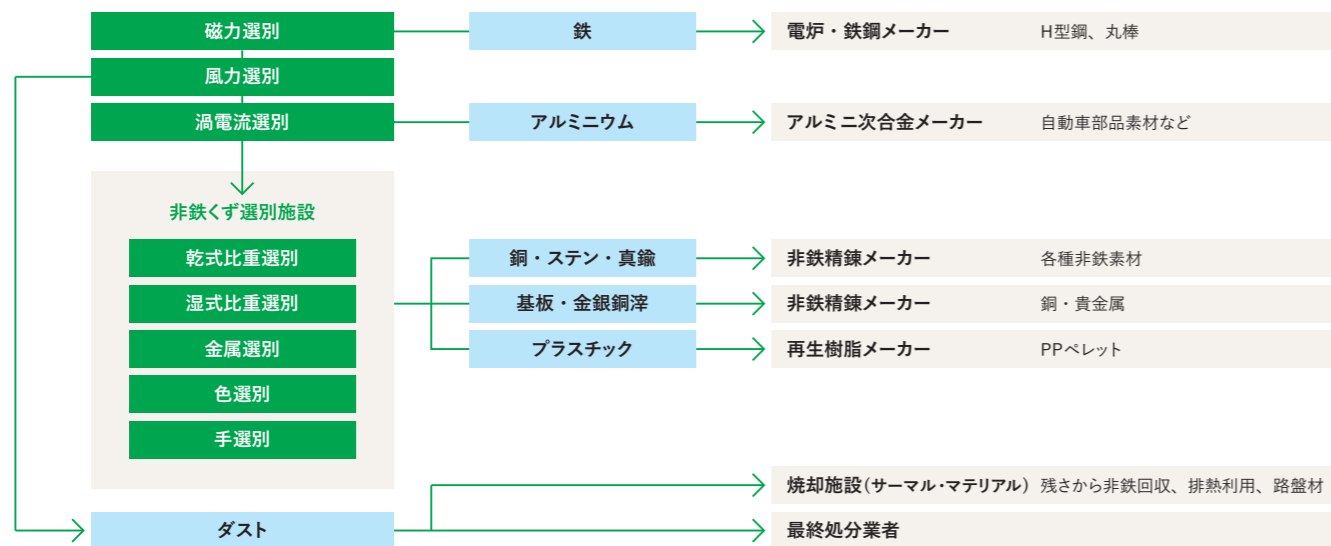 磁力選別
鉄
電炉・鉄鋼メーカー
H型鋼、丸棒
風力選別
渦電流選別
アルミニウム
アルミ二次合金メーカー
自動車部品素材など
非鉄くず選別施設
乾式比重選別
銅・ステン・真鍮
非鉄精錬メーカー
各種非鉄素材
湿式比重選別
基板・金銀銅滓
非鉄精錬メーカー
銅・貴金属
金属選別
プラスチック
再生樹脂メーカー
PPペレット
色選別
手選別
焼却施設(サーマル・マテリアル)
残さから非鉄回収、排熱利用、路盤材
ダスト
最終処分業者